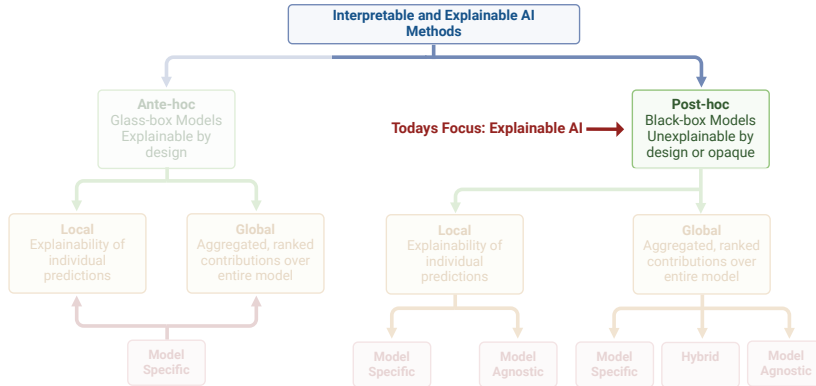 Interpretable and Explainable AI
Methods
Ante-hoc
Glass-box Models
Explainable by
design
Todays Focus: Explainable AI
Post-hoc
Black-box Models
Unexplainable by
design or opaque
Local
Explainability of
individual
predictions
Global
Aggregated, ranked
contributions over
entire model
Local
Explainability of
individual
predictions
Global
Aggregated, ranked
contributions over
entire model
Model
Specific
Model
Specific
Model
Agnostic
Model
Specific
Hybrid
Model
Agnostic